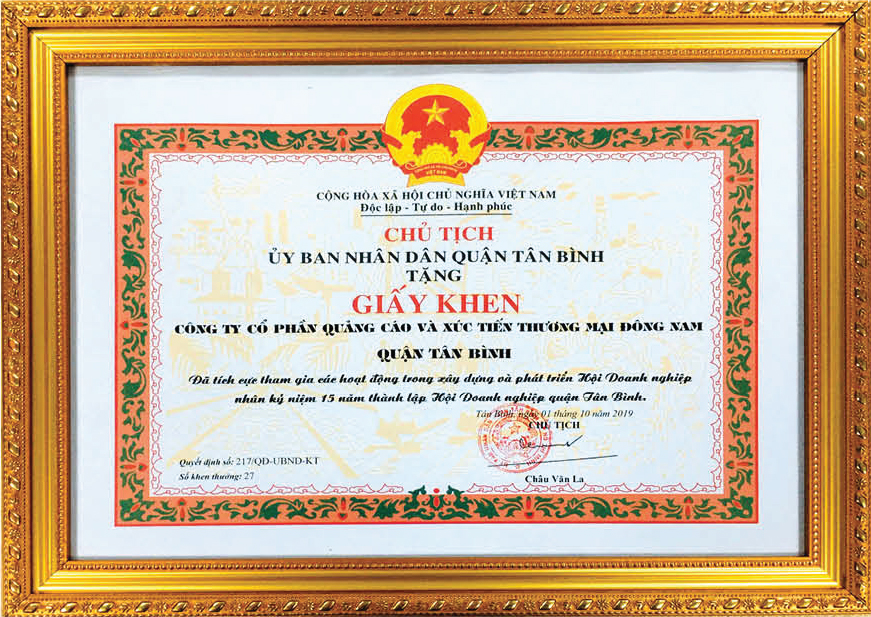 CỘNG HÒA XÃ HỘI CHỦ NGHĨA VIỆT NAM
Độc lập - Tự do - Hạnh phúc
CHỦ TỊCH
ỦY BAN NHÂN DÂN QUẬN TÂN BÌNH
TẶNG
GIẤY KHEN
CÔNG TY CỔ PHẦN QUẢNG CÁO VÀ XÚC TIẾN THƯƠNG MẠI ĐÔNG NAM
QUẬN TÂN BÌNH
Đã tích cực tham gia các hoạt động trong xây dựng và phát triển Hội Doanh nghiệp
nhân kỷ niệm 15 năm thành lập Hội Doanh nghiệp quận Tân Bình.
Tân Bình, ngày 01 tháng 10 năm 2019
CHỦ TỊCH
Quyết định số: 217/QĐ-UBND-KT
Số khen thưởng: 27
Châu Văn La